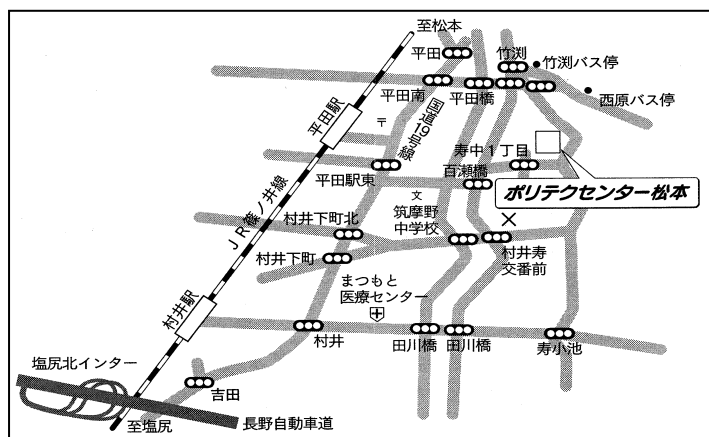 至松本
平田
竹渕
竹渕バス停
平田南
平田橋
西原バス停
平田駅
〒
国道19号線
寿中1丁目
平田駅東
百瀬橋
文
ポリテクセンター松本
筑摩野
中学校
村井下町北
JR篠ノ井線
村井下町
村井寿
交番前
まつもと
医療センター
村井駅
村井
田川橋
田川橋
寿小池
塩尻北インター
吉田
至塩尻
長野自動車道